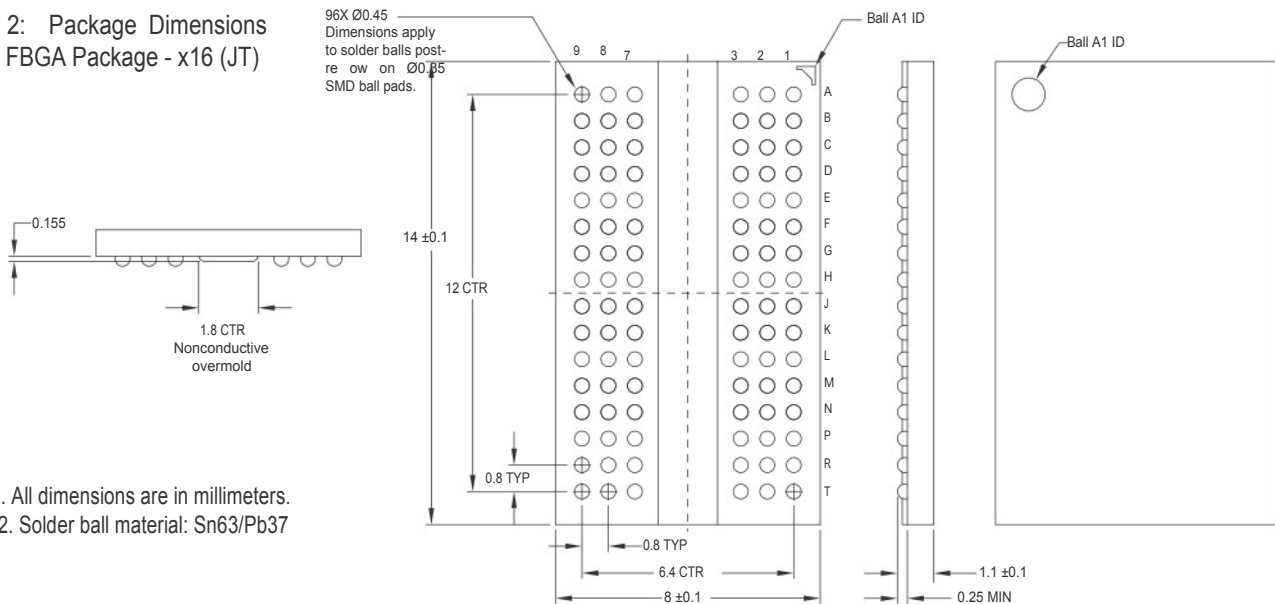 2: Package Dimensions
FBGA Package - x16 (JT)
96X Ø0.45
Dimensions apply
to solder balls post-
re ow on Ø0.35
SMD ball pads.
9 8 7 3 2 1
Ball A1 ID
Ball A1 ID
A
B
C
D
E
F
G
H
J
K
L
M
N
P
R
T
0.155
14 ±0.1
12 CTR
1.8 CTR
Nonconductive
overmold
0.8 TYP
. All dimensions are in millimeters.
2. Solder ball material: Sn63/Pb37
0.8 TYP
6.4 CTR
8 ±0.1
1.1 ±0.1
0.25 MIN